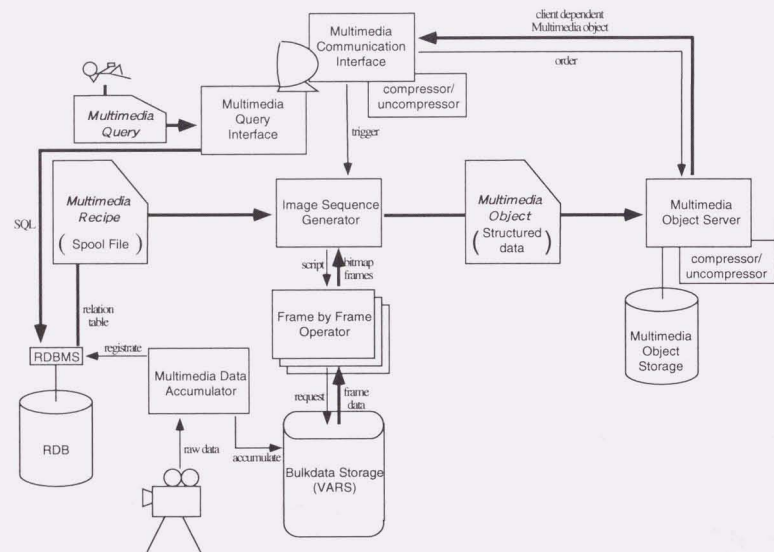 client dependent
Multimedia object
Multimedia
Communication
Interface
order
compressor/
uncompressor
Multimedia
Query
Multimedia
Query
Interface
trigger
SQL
Multimedia
Recipe
( Spool File )
Image Sequence
Generator
Multimedia
Object
( Structured
data )
Multimedia
Object Server
compressor/
uncompressor
script
bitmap
frames
relation
table
Frame by Frame
Operator
Multimedia
Object
Storage
RDBMS
registrate
Multimedia Data
Accumulator
request
frame
data
RDB
raw data
accumulate
Bulkdata Storage
(VARS)